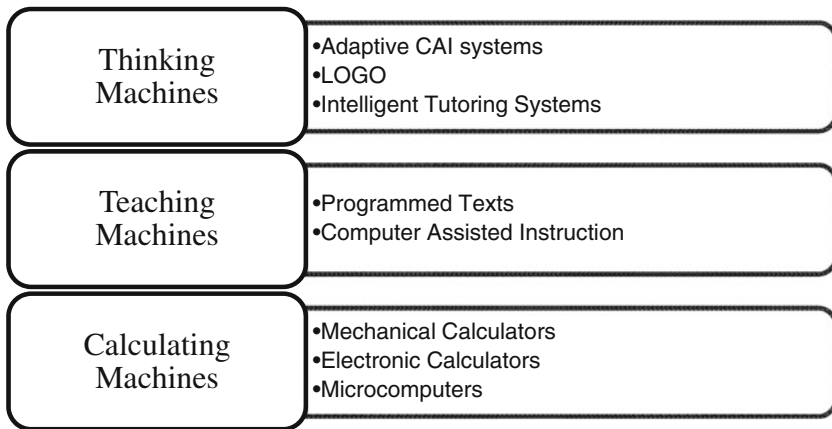 Thinking
Machines
•Adaptive CAI systems
•LOGO
•Intelligent Tutoring Systems
Teaching
Machines
•Programmed Texts
•Computer Assisted Instruction
Calculating
Machines
•Mechanical Calculators
•Electronic Calculators
•Microcomputers